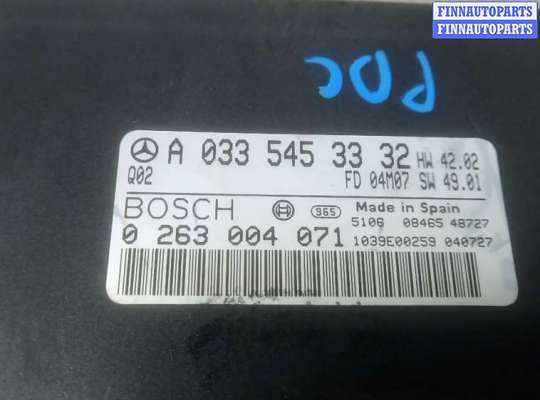 FINNAUTOPARTS
FINNAUTOPARTS
PDC
A 033 545 33 32 HW 42.02
Q02 FD 04M07 SW 49.01
BOSCH 965 Made in Spain
5106 08465 48727
0 263 004 071 1039E00259 040727